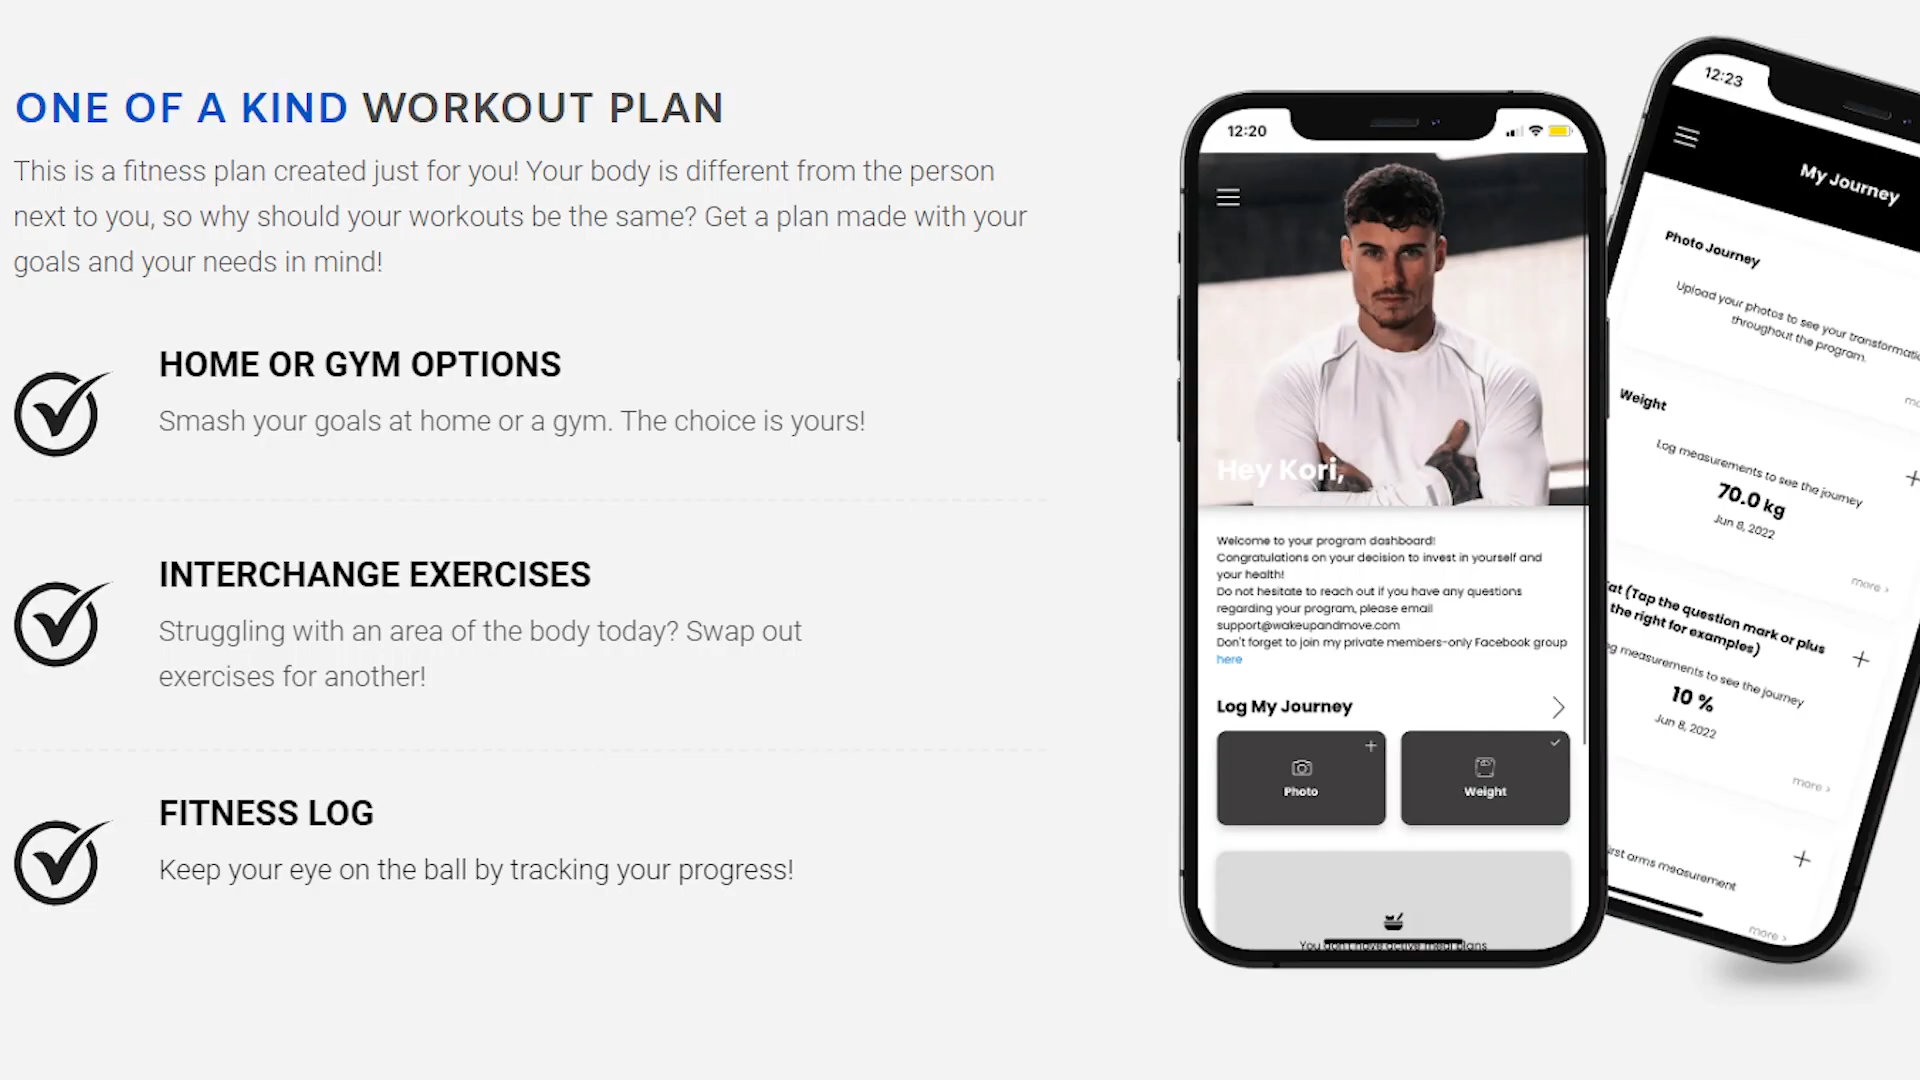 ONE OF A KIND WORKOUT PLAN
This is a fitness plan created just for you! Your body is different from the person
next to you, so why should your workouts be the same? Get a plan made with your
goals and your needs in mind!
HOME OR GYM OPTIONS
Smash your goals at home or a gym. The choice is yours!
INTERCHANGE EXERCISES
Struggling with an area of the body today? Swap out
exercises for another!
FITNESS LOG
Keep your eye on the ball by tracking your progress!
12:20
Hey Kori,
Welcome to your program dashboard!
Congratulations on your decision to invest in yourself and
your health!
Do not hesitate to reach out if you have any questions
regarding your program, please email
support@wakeupandmove.com
Don't forget to join my private members-only Facebook group
here
Log My Journey
Photo
Weight
You don't have active meal plans
12:23
My Journey
Photo Journey
Upload your photos to see your
throughout the program.
Weight
Log measurements to see the journey
70.0 kg
Jun 8, 2022
more >
(Tap the question mark or plus
the right for examples)
measurements to see the journey
10 %
Jun 8, 2022
more >
arms measurement
more >